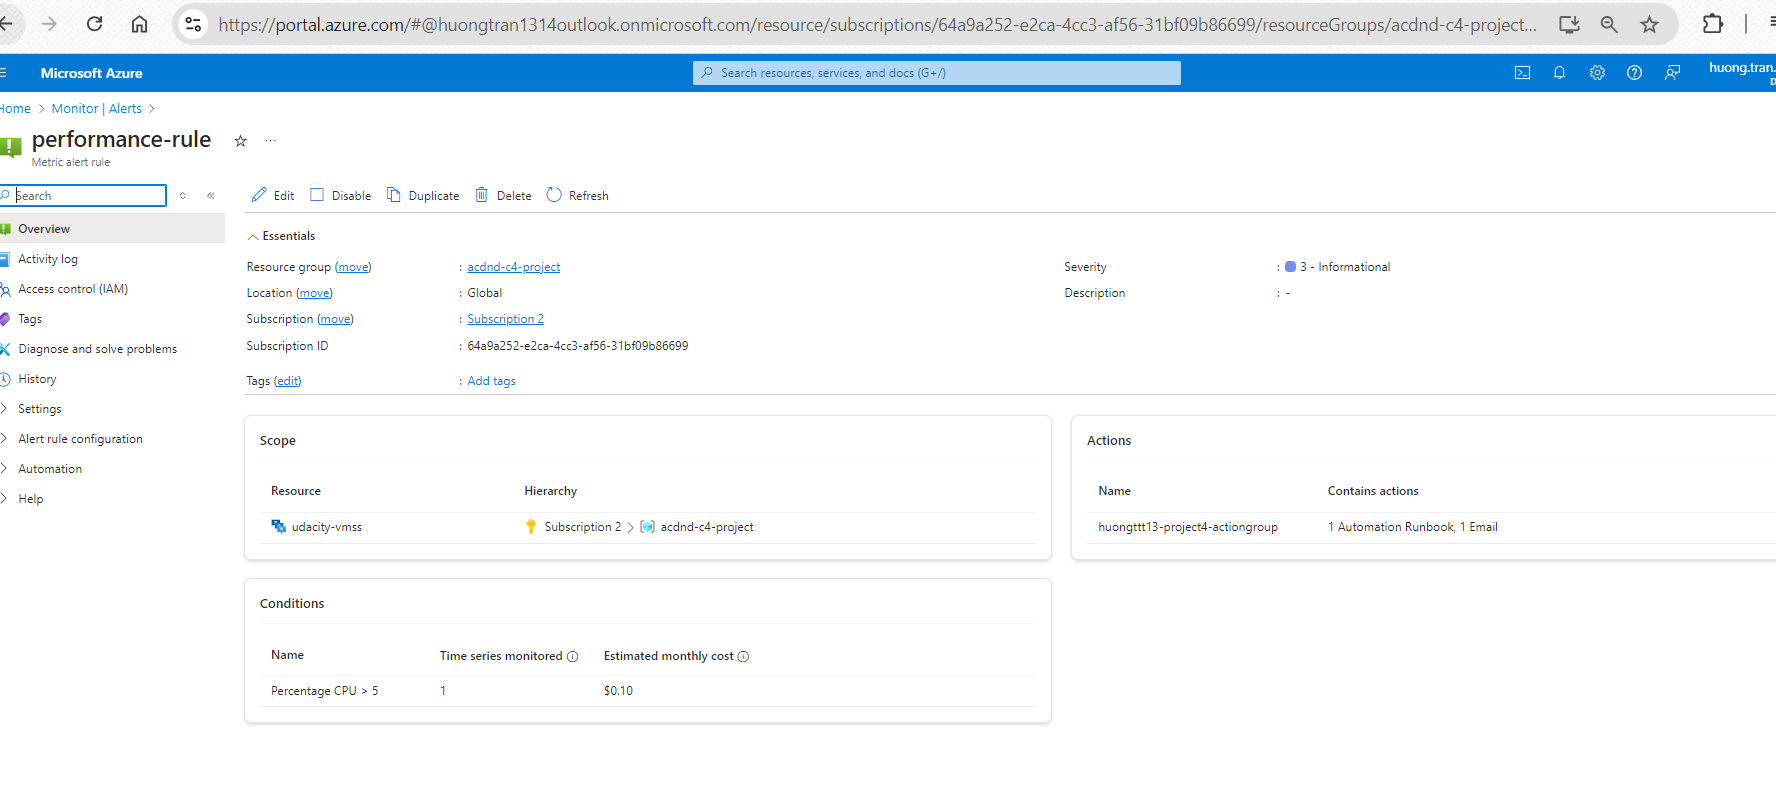 https://portal.azure.com/#@huongtran1314outlook.onmicrosoft.com/resource/subscriptions/64a9a252-e2ca-4cc3-af56-31bf09b86699/resourceGroups/acdnd-c4-project...
Microsoft Azure
Search resources, services, and docs (G+/)
huong.tran.
Home > Monitor | Alerts >
performance-rule
Metric alert rule
Search
Edit Disable Duplicate Delete Refresh
Overview
Activity log
Access control (IAM)
Tags
Diagnose and solve problems
History
Settings
Alert rule configuration
Automation
Help
Essentials
Resource group (move) : acdnd-c4-project
Location (move) : Global
Subscription (move) : Subscription 2
Subscription ID : 64a9a252-e2ca-4cc3-af56-31bf09b86699
Tags (edit) : Add tags
Severity : 3 - Informational
Description : -
Scope
Resource Hierarchy
udacity-vmss Subscription 2 > acdnd-c4-project
Actions
Name Contains actions
huongttt13-project4-actiongroup 1 Automation Runbook, 1 Email
Conditions
Name Time series monitored Estimated monthly cost
Percentage CPU > 5 1 $0.10